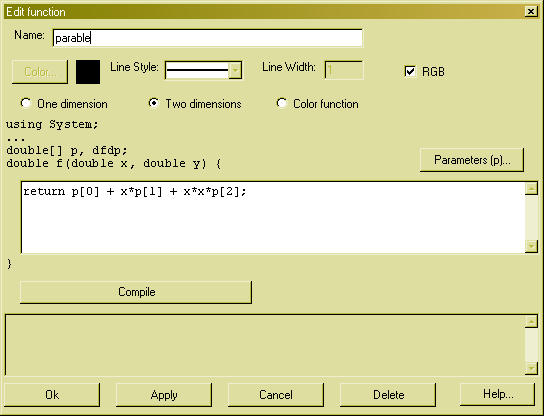 Edit function
Name: parable
Color... Line Style: Line Width: 1 RGB
One dimension Two dimensions Color function
using System;
...
double[] p, dfdp;
double f(double x, double y) {
Parameters (p)...
return p[0] + x*p[1] + x*x*p[2];
}
Compile
Ok Apply Cancel Delete Help...